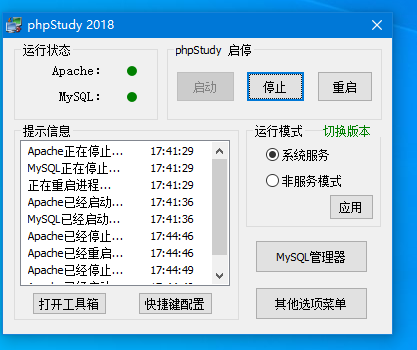 phpStudy 2018
运行状态
Apache:
MySQL:
phpStudy 启停
启动
停止
重启
提示信息
Apache正在停止... 17:41:29
MySQL正在停止... 17:41:29
正在重启进程... 17:41:29
Apache已经启动... 17:41:36
MySQL已经启动... 17:41:36
Apache已经停止... 17:44:46
Apache已经重启... 17:44:46
Apache已经停止... 17:44:49
打开工具箱
快捷键配置
运行模式
切换版本
系统服务
非服务模式
应用
MySQL管理器
其他选项菜单